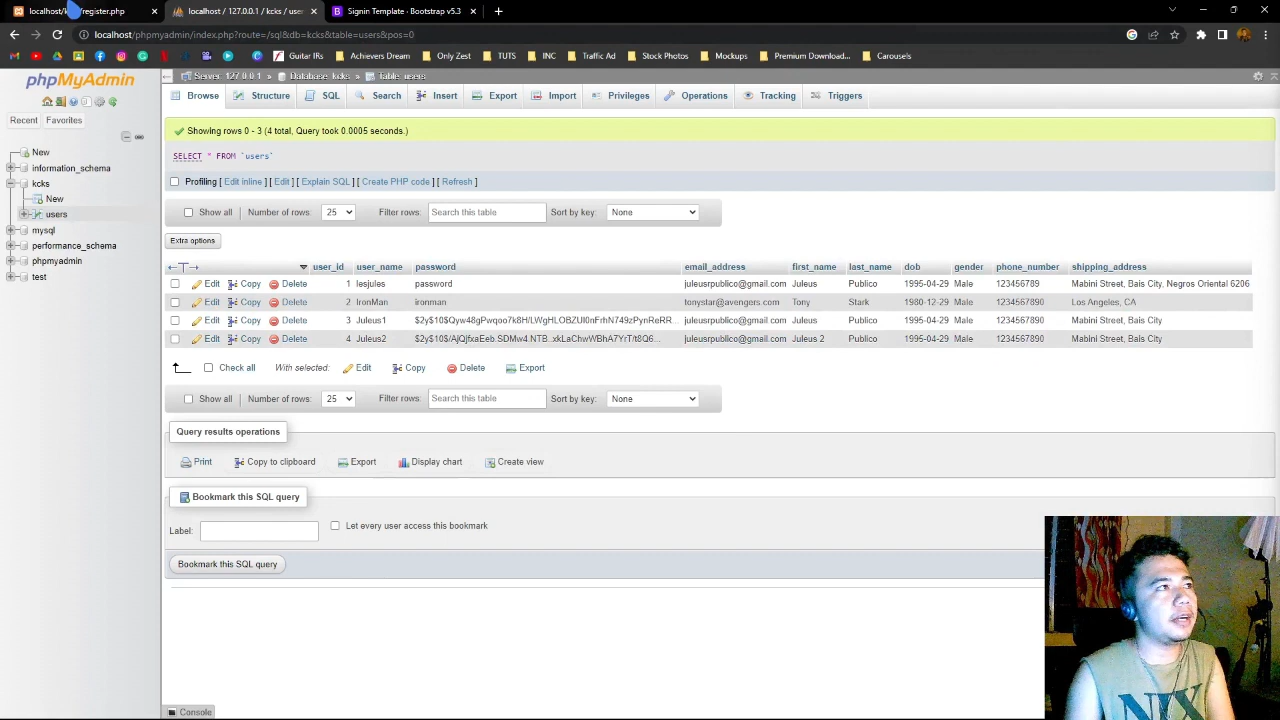 localhost/k /register.php
localhost / 127.0.0.1 / kcks / user
Signin Template · Bootstrap v5.3
localhost/phpmyadmin/index.php?route=/sql&db=kcks&table=users&pos=0
Guitar IRs
Achievers Dream
Only Zest
TUTS
INC
Traffic Ad
Stock Photos
Mockups
Premium Download...
Carousels
phpMyAdmin
Server: 127.0.0.1 » Database: kcks » Table: users
Browse
Structure
SQL
Search
Insert
Export
Import
Privileges
Operations
Tracking
Triggers
Recent
Favorites
New
information_schema
kcks
New
users
mysql
performance_schema
phpmyadmin
test
Showing rows 0 - 3 (4 total, Query took 0.0005 seconds.)
SELECT * FROM `users`
Profiling [ Edit inline ] [ Edit ] [ Explain SQL ] [ Create PHP code ] [ Refresh ]
Show all Number of rows: 25 Filter rows: Search this table Sort by key: None
Extra options
user_id user_name password email_address first_name last_name dob gender phone_number shipping_address
Edit Copy Delete 1 lesjules password juleusrpublico@gmail.com Juleus Publico 1995-04-29 Male 123456789 Mabini Street, Bais City, Negros Oriental 6206
Edit Copy Delete 2 IronMan ironman tonystar@avengers.com Tony Stark 1980-12-29 Male 1234567890 Los Angeles, CA
Edit Copy Delete 3 Juleus1 juleusrpublico@gmail.com Juleus Publico 1995-04-29 Male 1234567890 Mabini Street, Bais City
Edit Copy Delete 4 Juleus2 juleusrpublico@gmail.com Juleus 2 Publico 1995-04-29 Male 1234567890 Mabini Street, Bais City
Check all With selected: Edit Copy Delete Export
Show all Number of rows: 25 Filter rows: Search this table Sort by key: None
Query results operations
Print Copy to clipboard Export Display chart Create view
Bookmark this SQL query
Label: Let every user access this bookmark
Bookmark this SQL query
Console